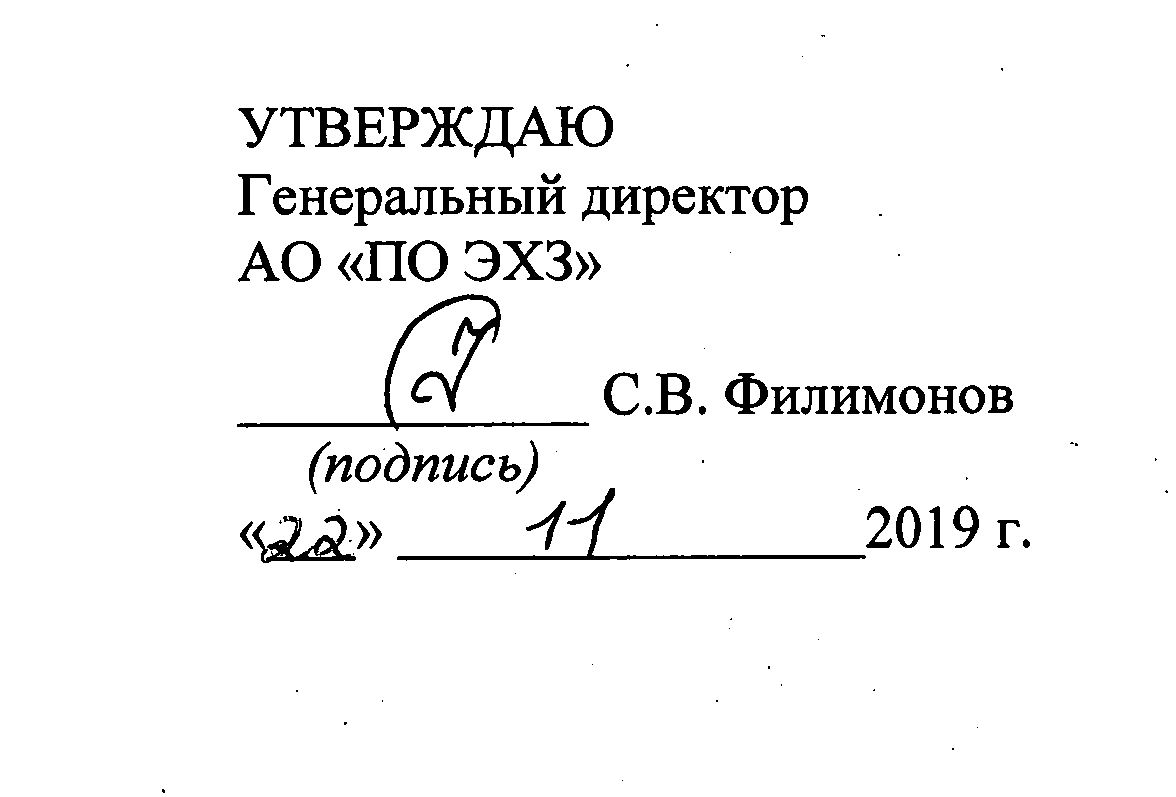 УТВЕРЖДАЮ
Генеральный директор
АО «ПО ЭХЗ»
С.В. Филимонов
(подпись)
«22» 11 2019 г.